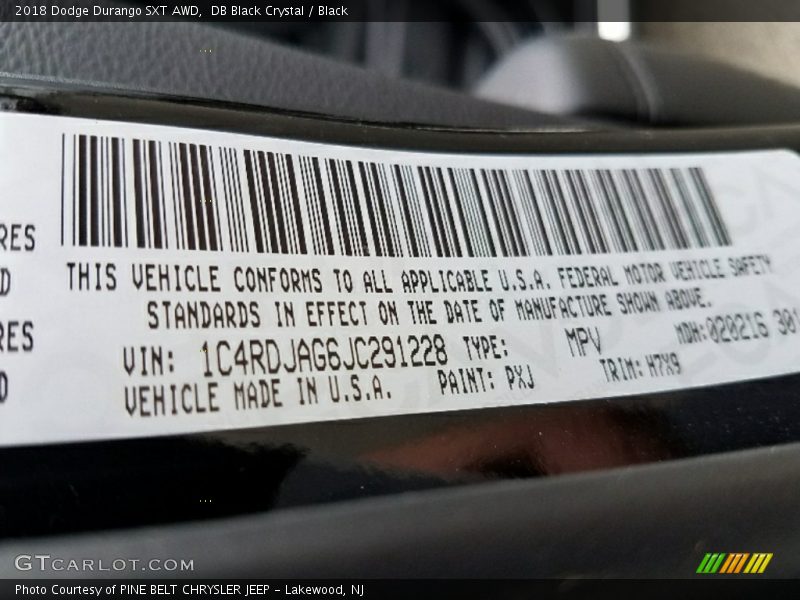 2018 Dodge Durango SXT AWD,  DB Black Crystal / Black
RES
D
RES
D
THIS VEHICLE CONFORMS TO ALL APPLICABLE U.S.A. FEDERAL MOTOR VEHICLE SAFETY
STANDARDS IN EFFECT ON THE DATE OF MANUFACTURE SHOWN ABOVE.
VIN: 1C4RDJAG6JC291228 TYPE: MPV MDH:020216 301
VEHICLE MADE IN U.S.A. PAINT: PXJ TRIM: H7X9
GTCARLOT.COM
Photo Courtesy of PINE BELT CHRYSLER JEEP - Lakewood, NJ